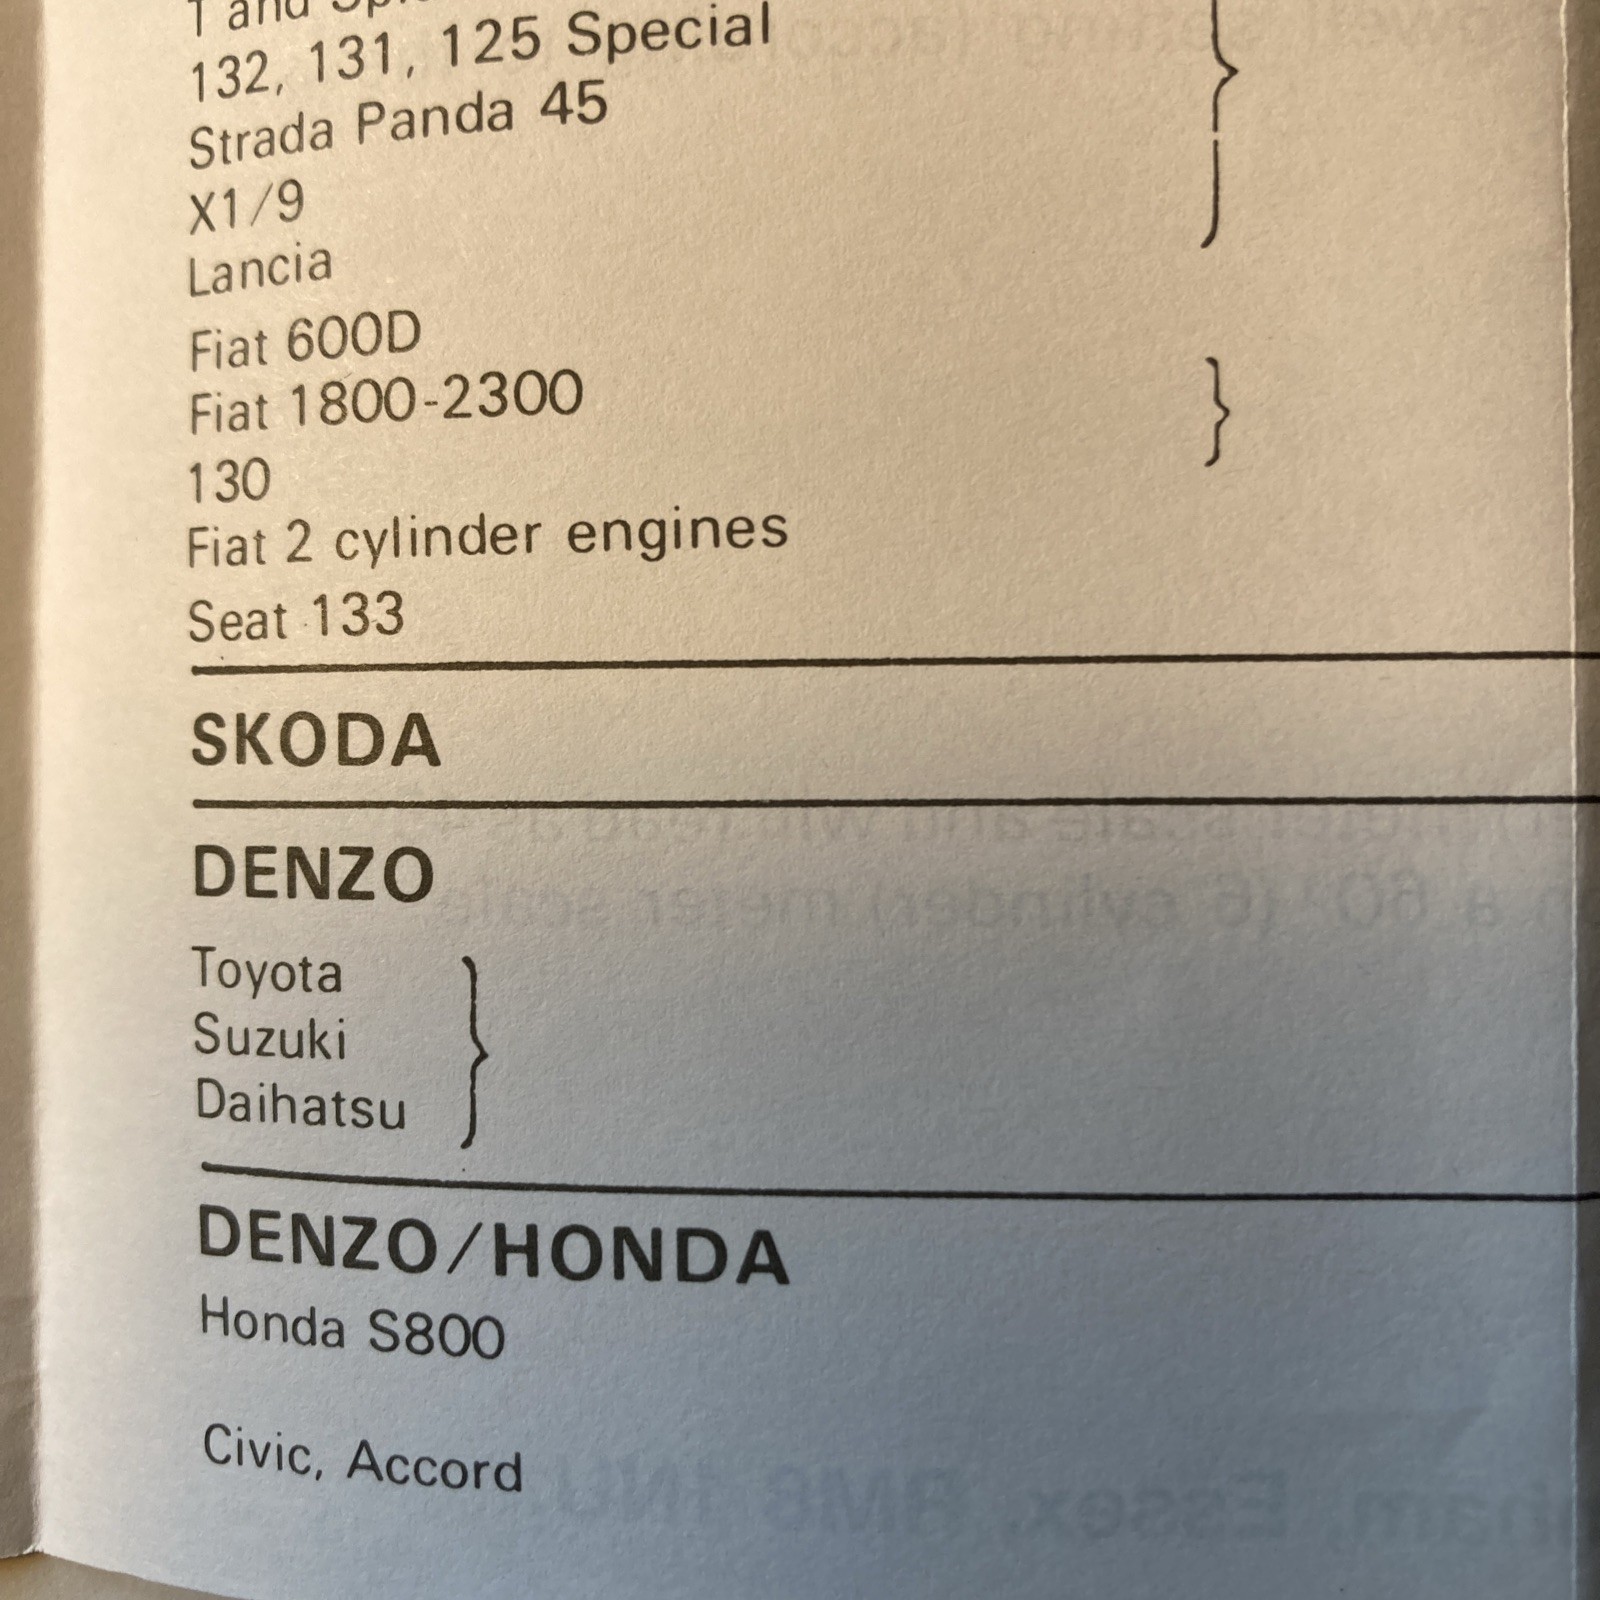 T and
132, 131, 125 Special
Strada Panda 45
X1/9
Lancia
Fiat 600D
Fiat 1800-2300
130
Fiat 2 cylinder engines
Seat 133
SKODA
DENZO
Toyota
Suzuki
Daihatsu
DENZO/HONDA
Honda S800
Civic, Accord